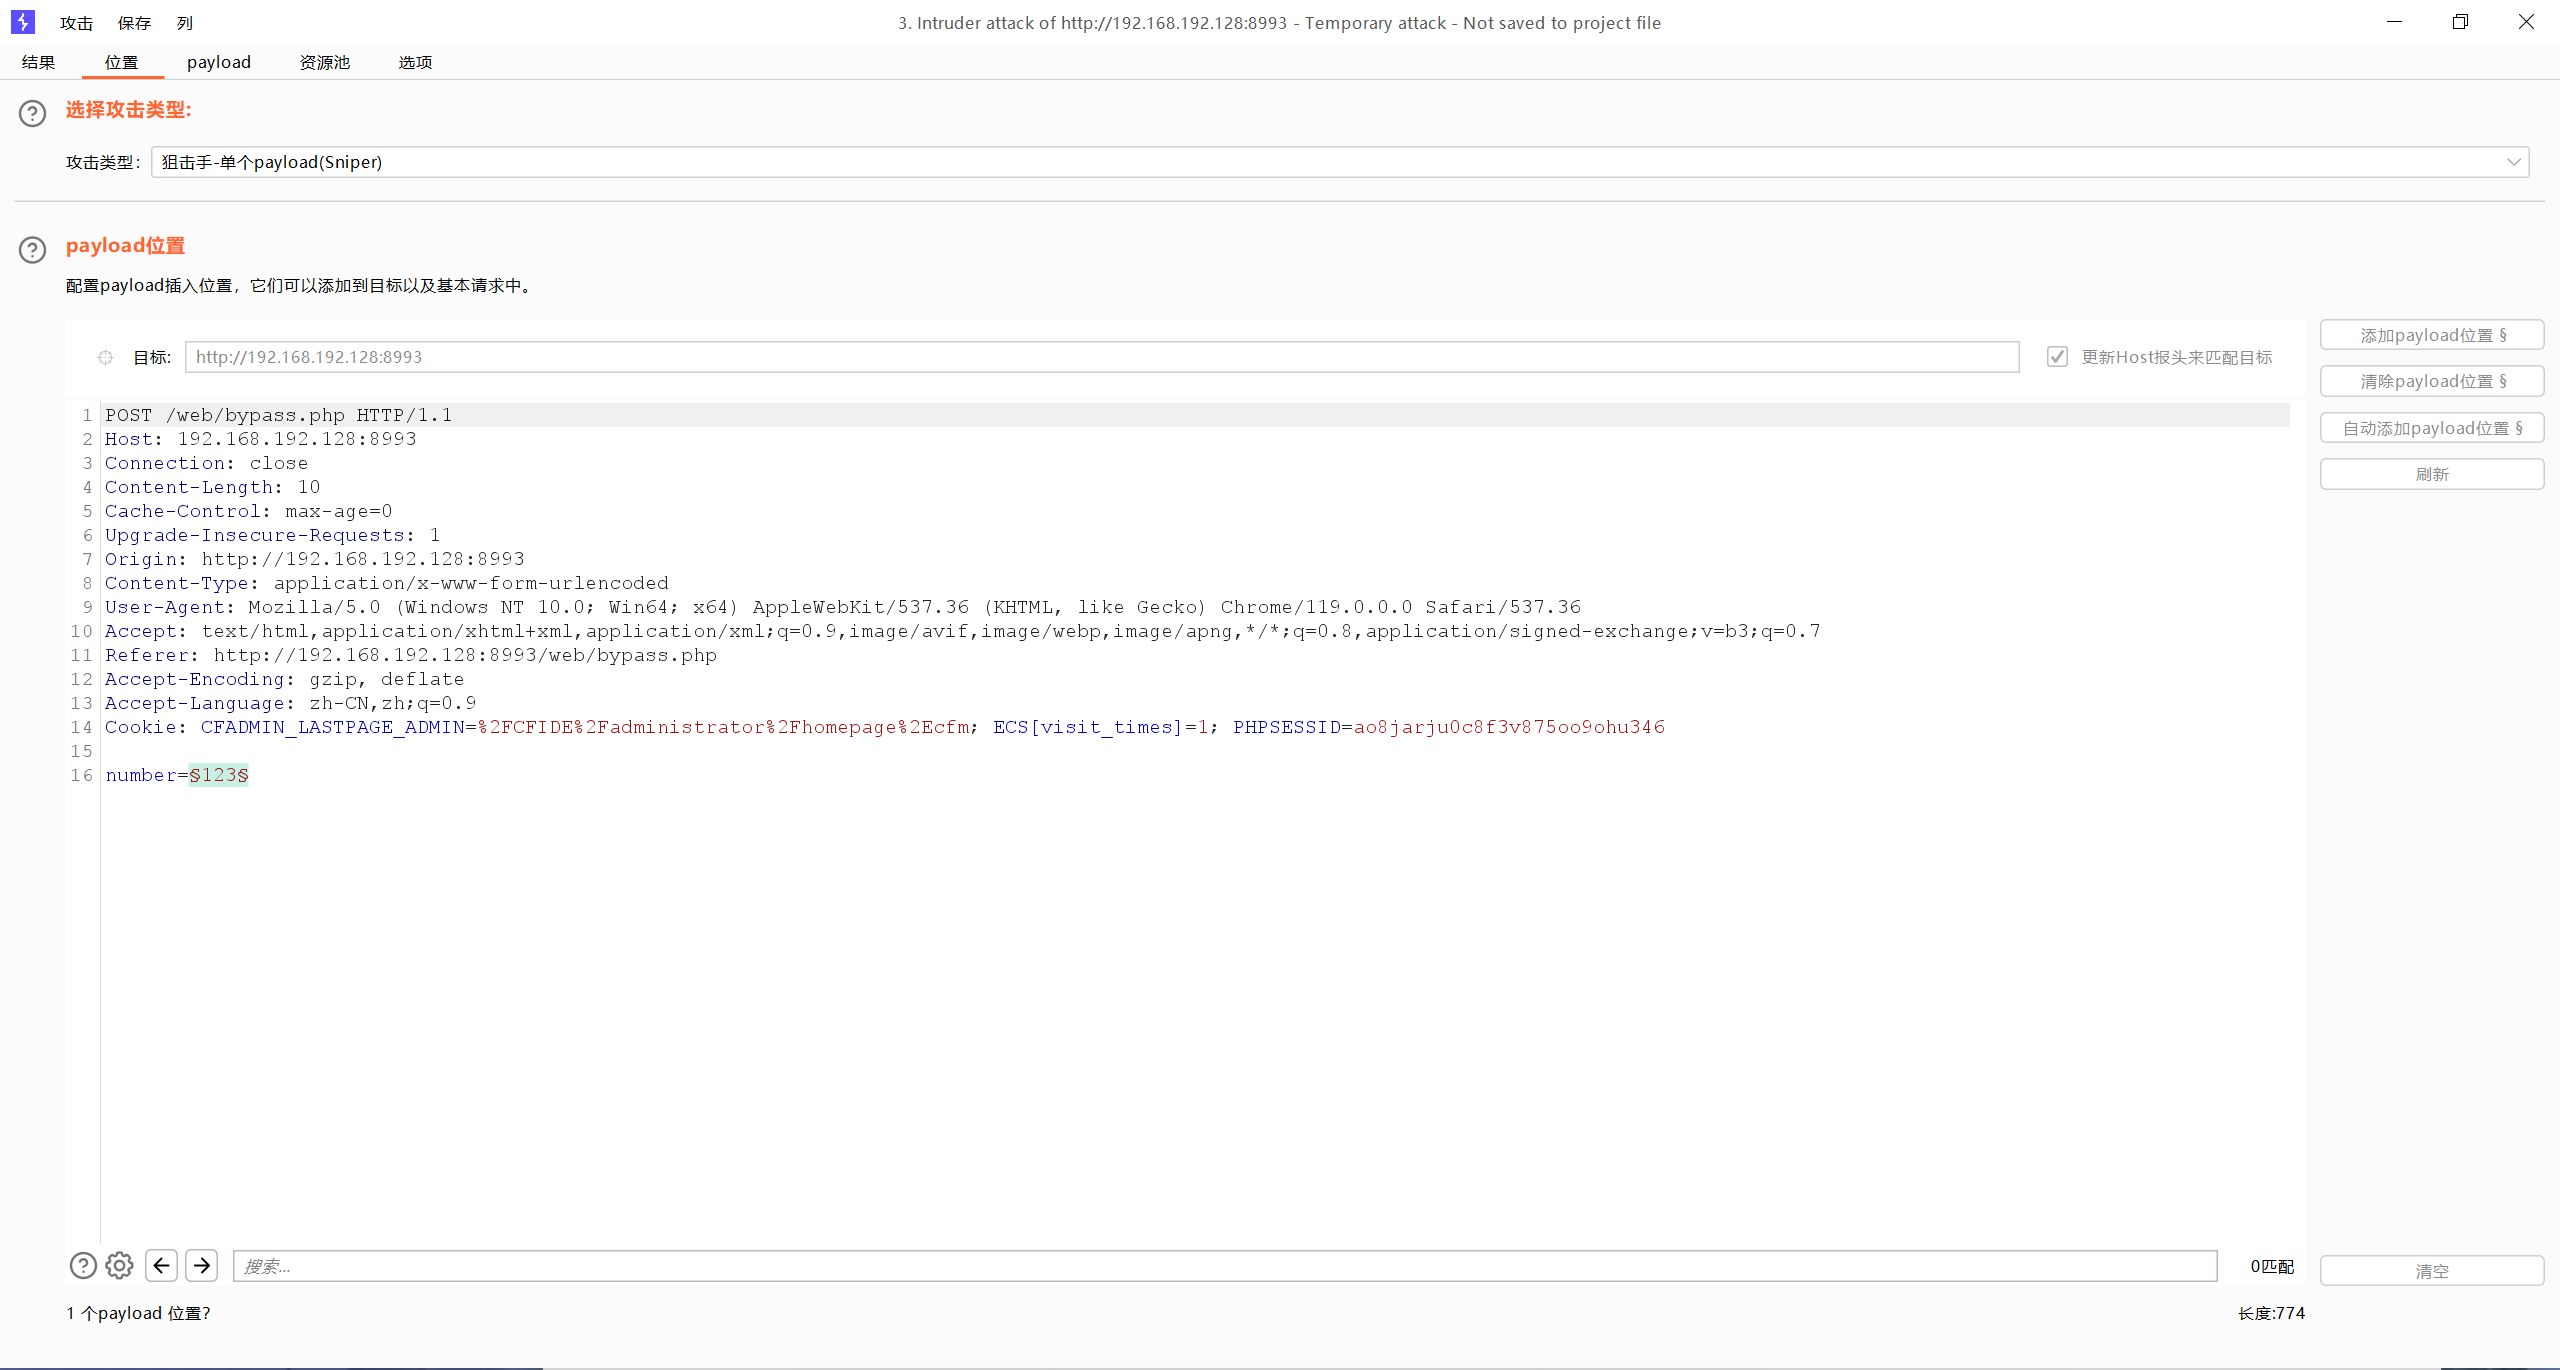 攻击 保存 列 3. Intruder attack of http://192.168.192.128:8993 - Temporary attack - Not saved to project file
结果 位置 payload 资源池 选项
选择攻击类型:
攻击类型: 狙击手-单个payload(Sniper)
payload位置
配置payload插入位置，它们可以添加到目标以及基本请求中。
目标: http://192.168.192.128:8993 更新Host报头来匹配目标
添加payload位置 §
清除payload位置 §
自动添加payload位置 §
刷新
1 POST /web/bypass.php HTTP/1.1
2 Host: 192.168.192.128:8993
3 Connection: close
4 Content-Length: 10
5 Cache-Control: max-age=0
6 Upgrade-Insecure-Requests: 1
7 Origin: http://192.168.192.128:8993
8 Content-Type: application/x-www-form-urlencoded
9 User-Agent: Mozilla/5.0 (Windows NT 10.0; Win64; x64) AppleWebKit/537.36 (KHTML, like Gecko) Chrome/119.0.0.0 Safari/537.36
10 Accept: text/html,application/xhtml+xml,application/xml;q=0.9,image/avif,image/webp,image/apng,*/*;q=0.8,application/signed-exchange;v=b3;q=0.7
11 Referer: http://192.168.192.128:8993/web/bypass.php
12 Accept-Encoding: gzip, deflate
13 Accept-Language: zh-CN,zh;q=0.9
14 Cookie: CFADMIN_LASTPAGE_ADMIN=%2FCFIDE%2Fadministrator%2Fhomepage%2Ecfm; ECS[visit_times]=1; PHPSESSID=ao8jarju0c8f3v875oo9ohu346
15
16 number=§123§
搜索... 0匹配
清空
1 个payload 位置? 长度:774